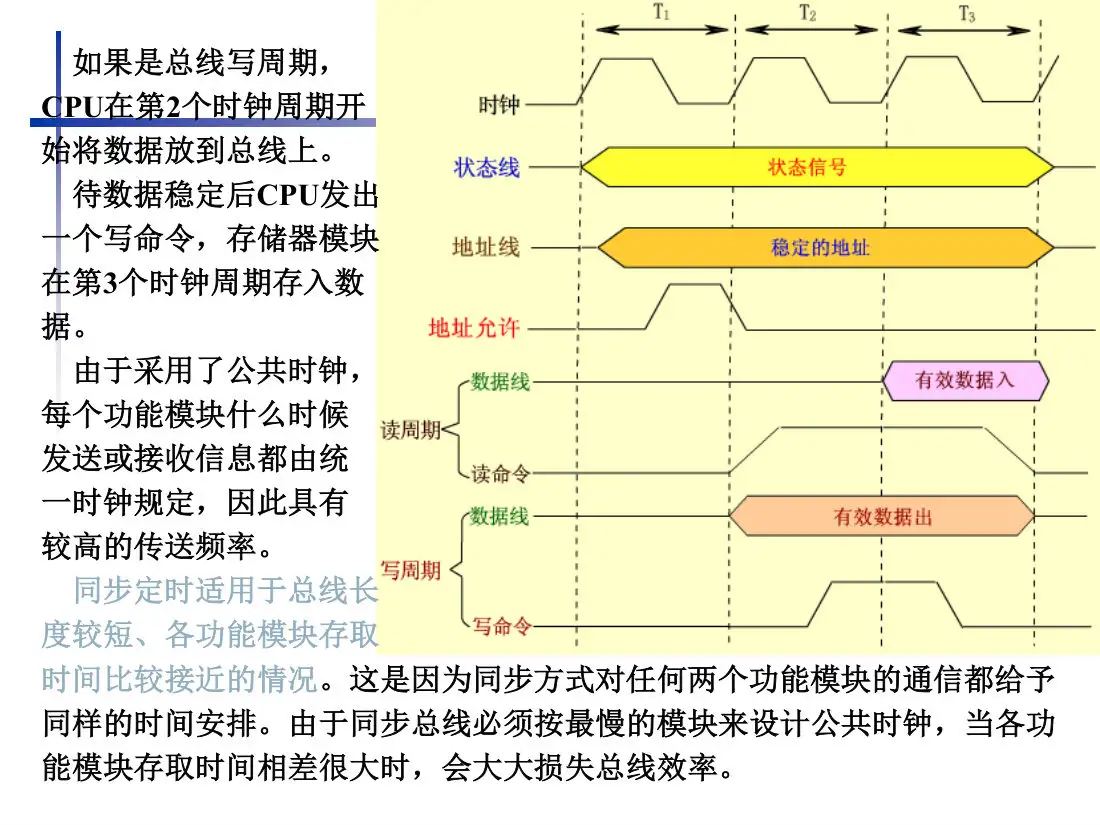 如果是总线写周期，
CPU在第2个时钟周期开
始将数据放到总线上。
待数据稳定后CPU发出
一个写命令，存储器模块
在第3个时钟周期存入数
据。
由于采用了公共时钟，
每个功能模块什么时候
发送或接收信息都由统
一时钟规定，因此具有
较高的传送频率。
同步定时适用于总线长
度较短、各功能模块存取
时间比较接近的情况。这是因为同步方式对任何两个功能模块的通信都给予
同样的时间安排。由于同步总线必须按最慢的模块来设计公共时钟，当各功
能模块存取时间相差很大时，会大大损失总线效率。
T1 T2 T3
时钟
状态线 状态信号
地址线 稳定的地址
地址允许
数据线 有效数据入
读周期
读命令
数据线 有效数据出
写周期
写命令